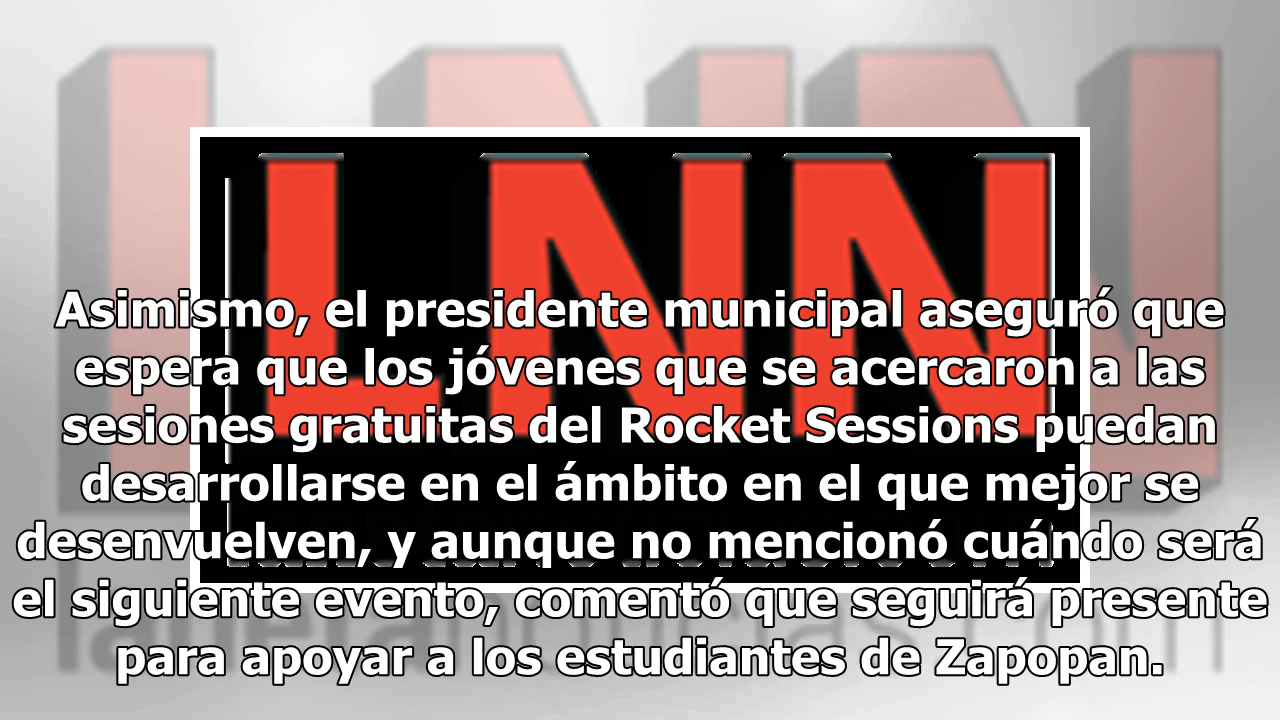 LNN
Asimismo, el presidente municipal aseguró que
espera que los jóvenes que se acercaron a las
sesiones gratuitas del Rocket Sessions puedan
desarrollarse en el ámbito en el que mejor se
desenvuelven, y aunque no mencionó cuándo será
el siguiente evento, comentó que seguirá presente
para apoyar a los estudiantes de Zapopan.